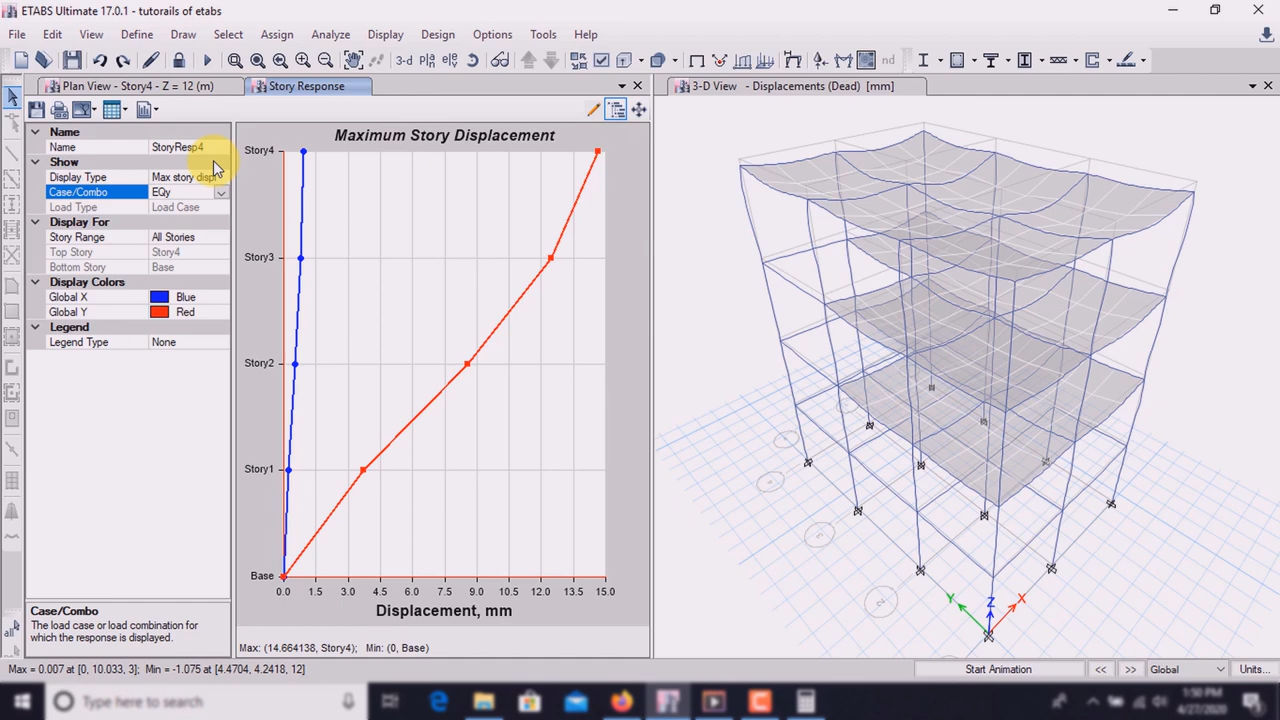 ETABS Ultimate 17.0.1 - tutorails of etabs
File Edit View Define Draw Select Assign Analyze Display Design Options Tools Help
3-d Plan elev nd
Plan View - Story4 - Z = 12 (m)
Story Response
3-D View - Displacements (Dead) [mm]
Name
Name StoryResp4
Show
Display Type Max story displ
Case/Combo EQy
Load Type Load Case
Display For
Story Range All Stories
Top Story Story4
Bottom Story Base
Display Colors
Global X Blue
Global Y Red
Legend
Legend Type None
Case/Combo
The load case or load combination for
which the response is displayed.
Maximum Story Displacement
Story4
Story3
Story2
Story1
Base
0.0 1.5 3.0 4.5 6.0 7.5 9.0 10.5 12.0 13.5 15.0
Displacement, mm
Max: (14.664138, Story4); Min: (0, Base)
Y Z X
Max = 0.007 at [0, 10.033, 3]; Min = -1.075 at [4.4704, 4.2418, 12]
Start Animation << >> Global Units...
Type here to search
1:50 PM
4/27/2020